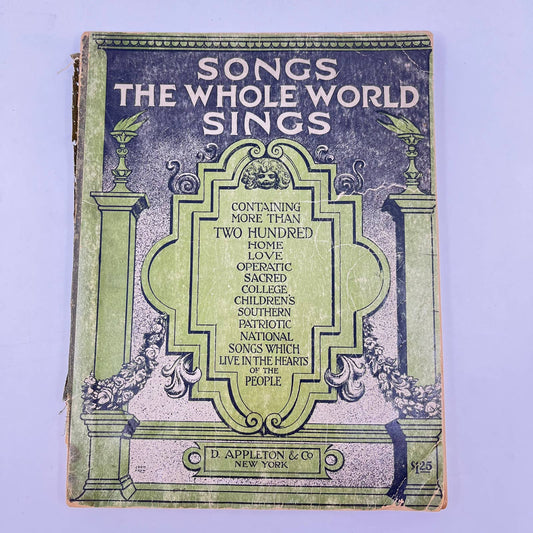 SONGS
THE WHOLE WORLD
SINGS
CONTAINING
MORE THAN
TWO HUNDRED
HOME
LOVE
OPERATIC
SACRED
COLLEGE
CHILDREN'S
SOUTHERN
PATRIOTIC
NATIONAL
SONGS WHICH
LIVE IN THE HEARTS
OF THE
PEOPLE
D. APPLETON & CO
NEW YORK
$1.25